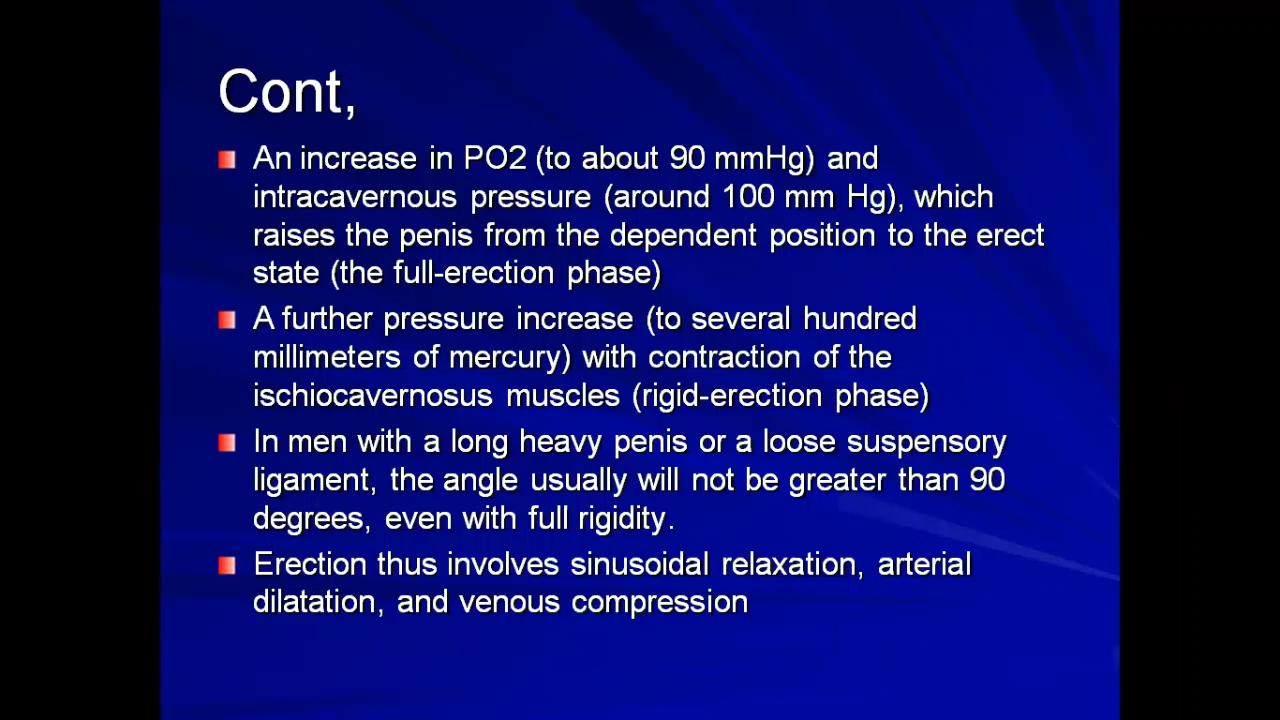 Cont,
An increase in PO2 (to about 90 mmHg) and
intracavernous pressure (around 100 mm Hg), which
raises the penis from the dependent position to the erect
state (the full-erection phase)
A further pressure increase (to several hundred
millimeters of mercury) with contraction of the
ischiocavernosus muscles (rigid-erection phase)
In men with a long heavy penis or a loose suspensory
ligament, the angle usually will not be greater than 90
degrees, even with full rigidity.
Erection thus involves sinusoidal relaxation, arterial
dilatation, and venous compression